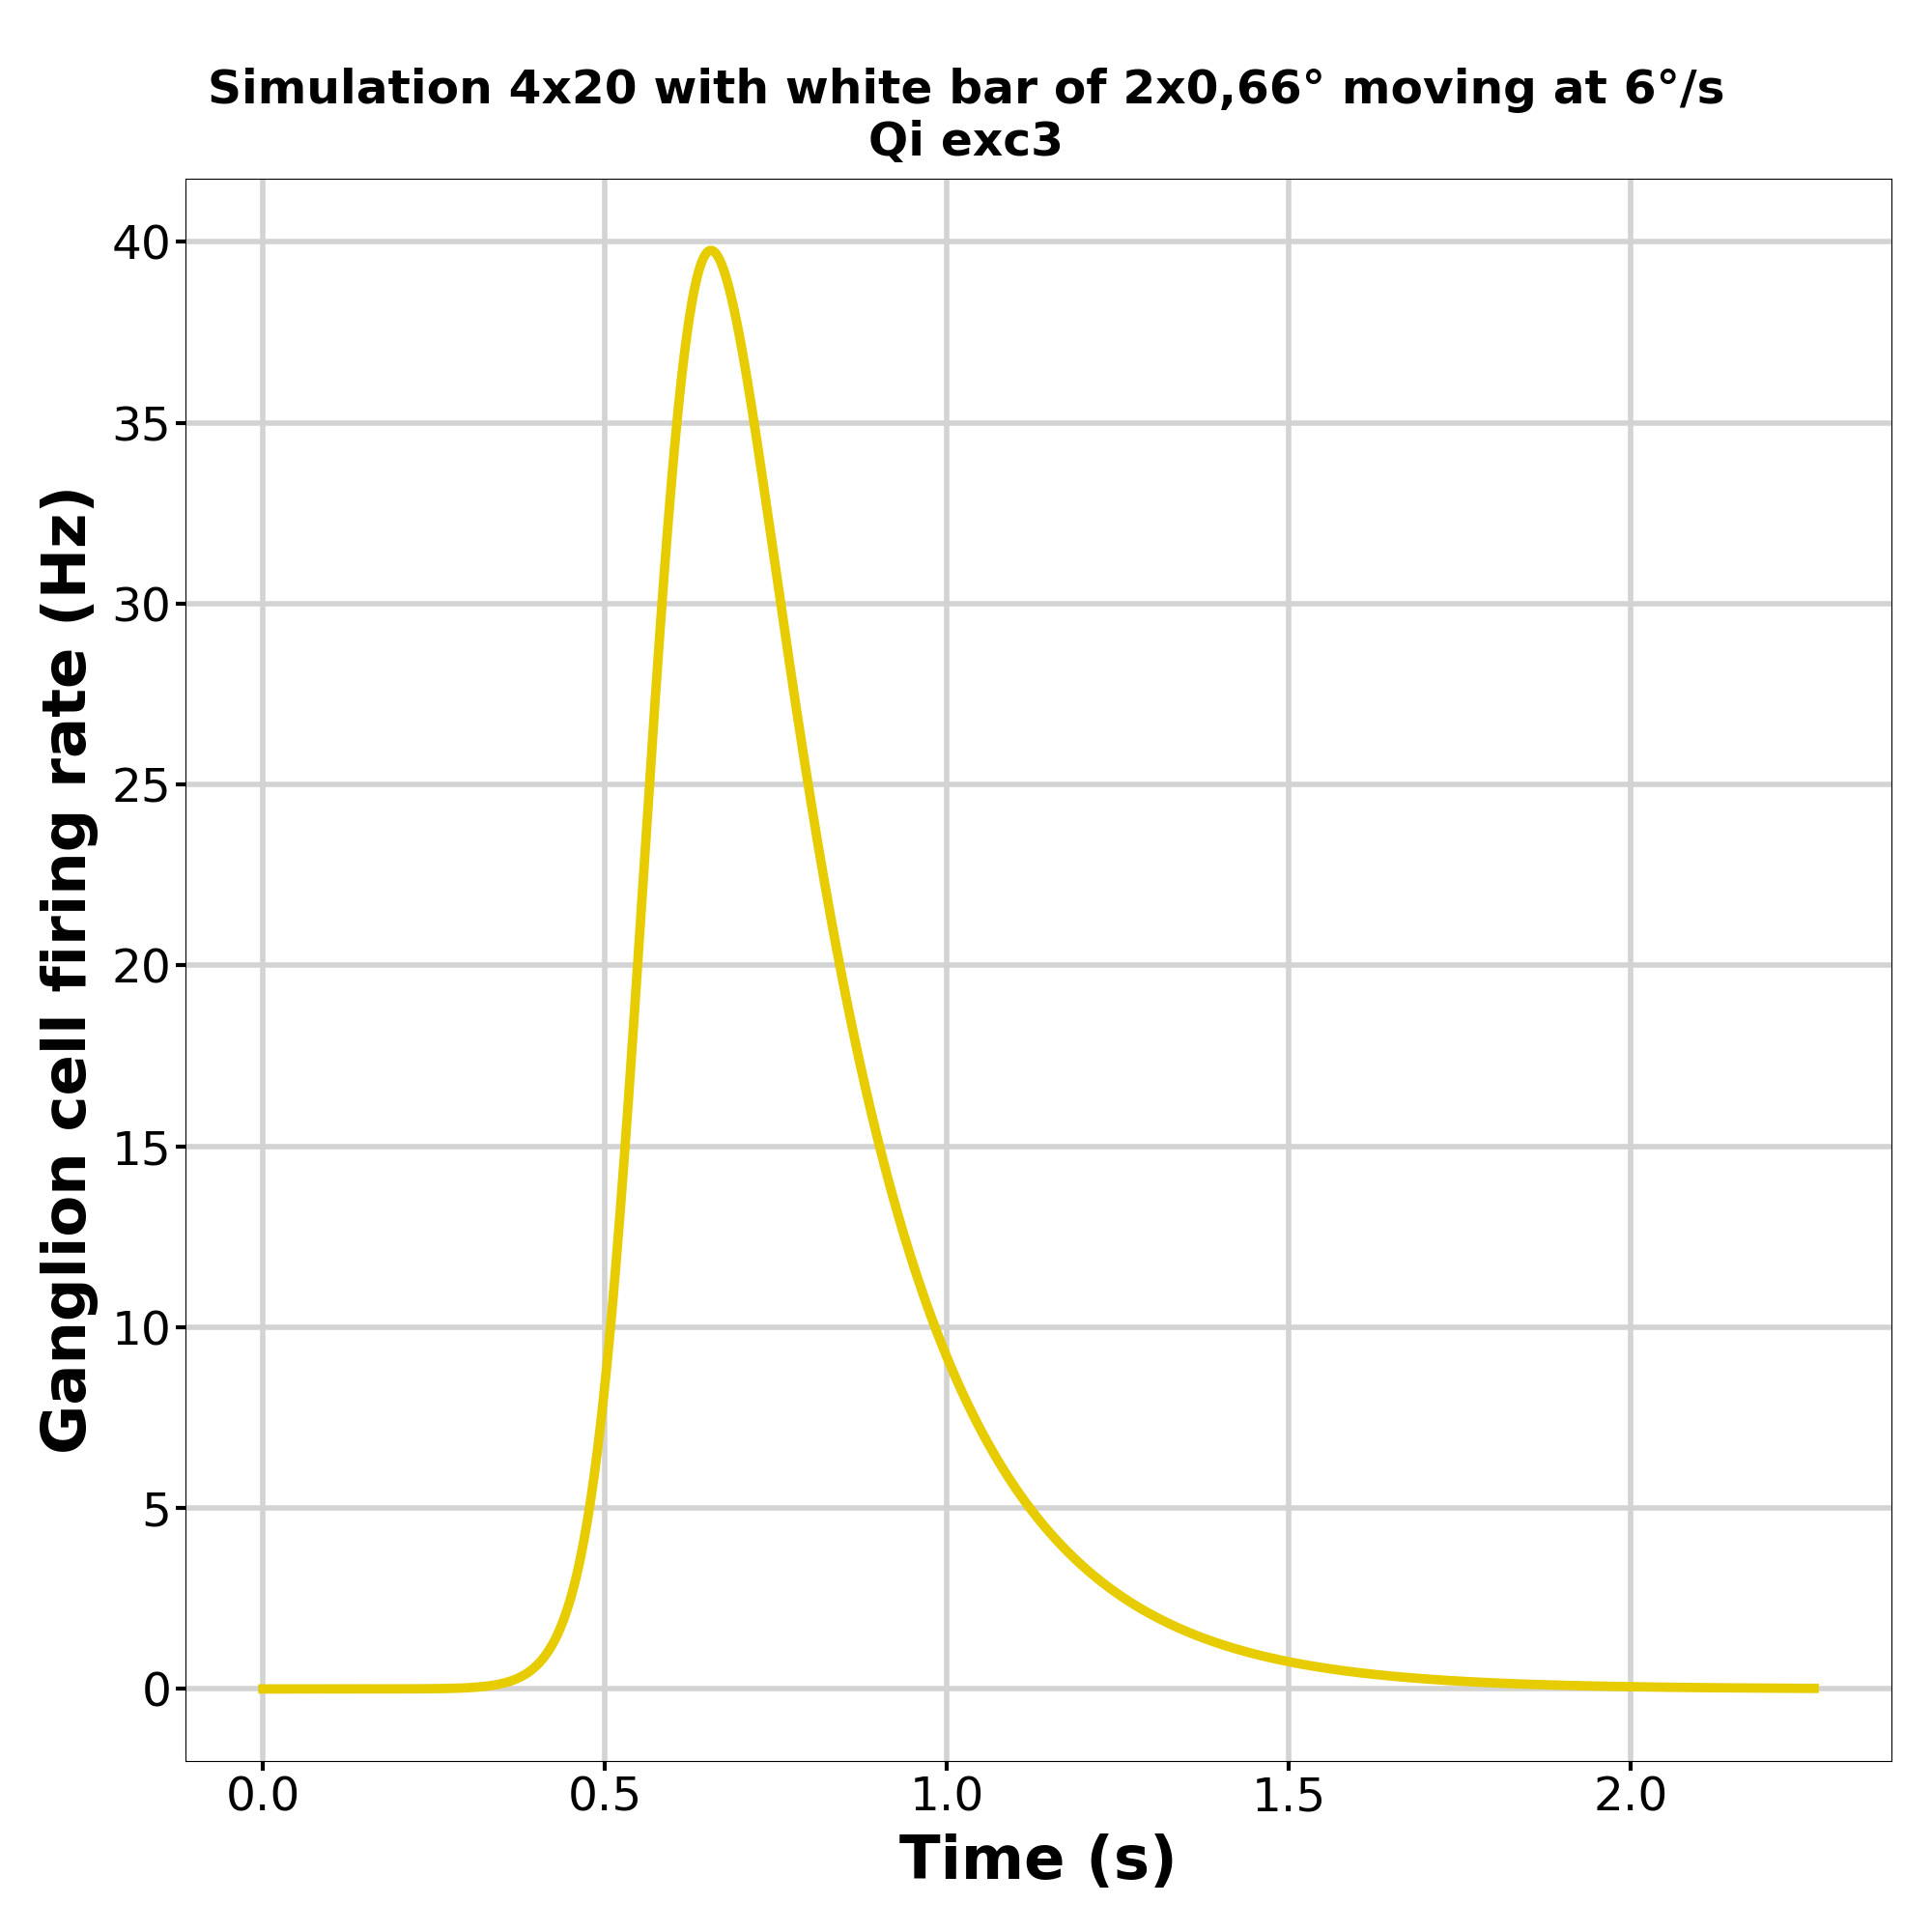 Simulation 4x20 with white bar of 2x0,66° moving at 6°/s
Qi exc3
Ganglion cell firing rate (Hz)
40
35
30
25
20
15
10
5
0
0.0 0.5 1.0 1.5 2.0
Time (s)